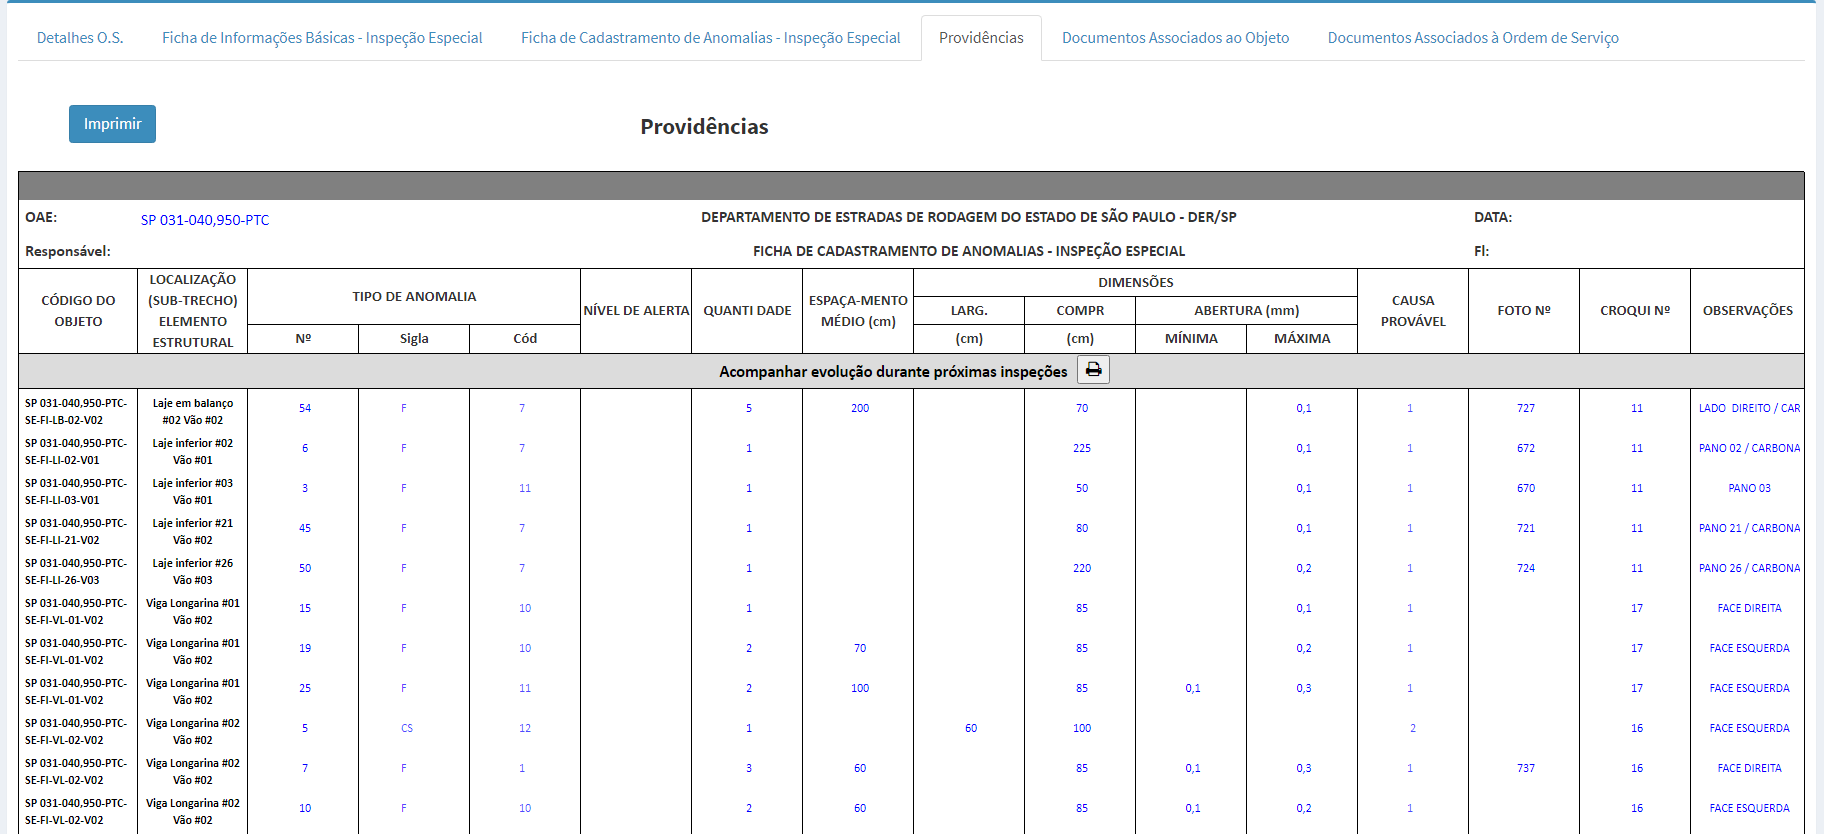 Detalhes O.S. Ficha de Informações Básicas - Inspeção Especial Ficha de Cadastramento de Anomalias - Inspeção Especial Providências Documentos Associados ao Objeto Documentos Associados à Ordem de Serviço
Imprimir
Providências
OAE: SP 031-040,950-PTC DEPARTAMENTO DE ESTRADAS DE RODAGEM DO ESTADO DE SÃO PAULO - DER/SP DATA:
Responsável: FICHA DE CADASTRAMENTO DE ANOMALIAS - INSPEÇÃO ESPECIAL Fl:
CÓDIGO DO OBJETO
LOCALIZAÇÃO (SUB-TRECHO) ELEMENTO ESTRUTURAL
TIPO DE ANOMALIA
Nº Sigla Cód
NÍVEL DE ALERTA
QUANTI DADE
ESPAÇA-MENTO MÉDIO (cm)
DIMENSÕES
LARG. COMPR ABERTURA (mm)
(cm) (cm) MÍNIMA MÁXIMA
CAUSA PROVÁVEL
FOTO Nº
CROQUI Nº
OBSERVAÇÕES
Acompanhar evolução durante próximas inspeções
SP 031-040,950-PTC-SE-FI-LB-02-V02 Laje em balanço #02 Vão #02 54 F 7 5 200 70 0,1 1 727 11 LADO DIREITO / CAR
SP 031-040,950-PTC-SE-FI-LI-02-V01 Laje inferior #02 Vão #01 6 F 7 1 225 0,1 1 672 11 PANO 02 / CARBONA
SP 031-040,950-PTC-SE-FI-LI-03-V01 Laje inferior #03 Vão #01 3 F 11 1 50 0,1 1 670 11 PANO 03
SP 031-040,950-PTC-SE-FI-LI-21-V02 Laje inferior #21 Vão #02 45 F 7 1 80 0,1 1 721 11 PANO 21 / CARBONA
SP 031-040,950-PTC-SE-FI-LI-26-V03 Laje inferior #26 Vão #03 50 F 7 1 220 0,2 1 724 11 PANO 26 / CARBONA
SP 031-040,950-PTC-SE-FI-VL-01-V02 Viga Longarina #01 Vão #02 15 F 10 1 85 0,1 1 17 FACE DIREITA
SP 031-040,950-PTC-SE-FI-VL-01-V02 Viga Longarina #01 Vão #02 19 F 10 2 70 85 0,2 1 17 FACE ESQUERDA
SP 031-040,950-PTC-SE-FI-VL-01-V02 Viga Longarina #01 Vão #02 25 F 11 2 100 85 0,1 0,3 1 17 FACE ESQUERDA
SP 031-040,950-PTC-SE-FI-VL-02-V02 Viga Longarina #02 Vão #02 5 CS 12 1 60 100 2 16 FACE ESQUERDA
SP 031-040,950-PTC-SE-FI-VL-02-V02 Viga Longarina #02 Vão #02 7 F 1 3 60 85 0,1 0,3 1 737 16 FACE DIREITA
SP 031-040,950-PTC-SE-FI-VL-02-V02 Viga Longarina #02 Vão #02 10 F 10 2 60 85 0,1 0,2 1 16 FACE ESQUERDA